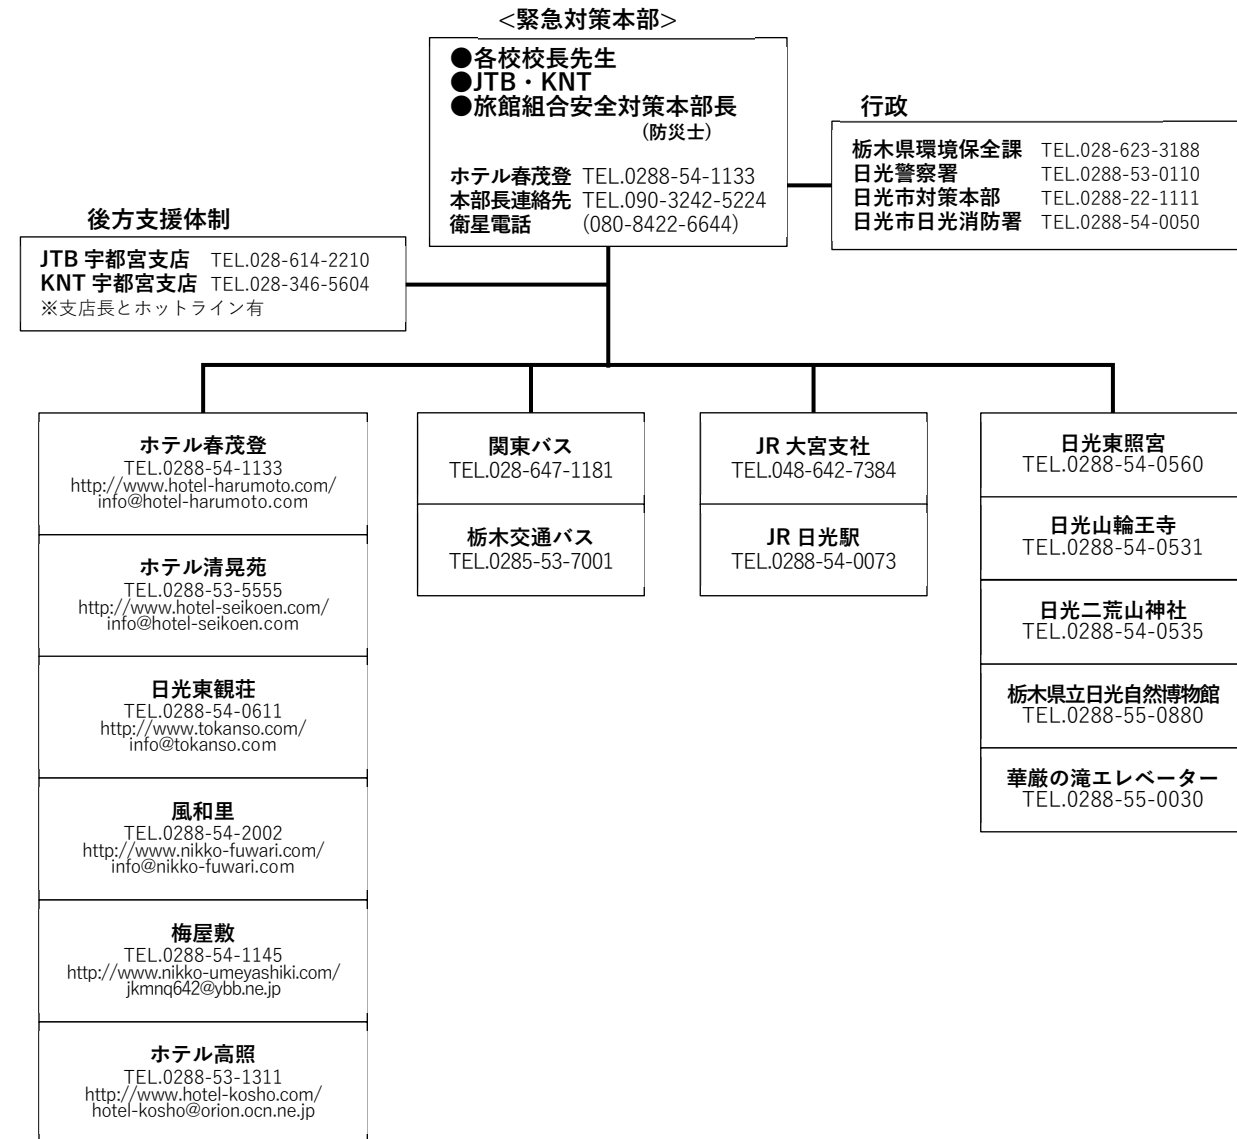 <緊急対策本部>
●各校校長先生
●JTB・KNT
●旅館組合安全対策本部長
(防災士)
ホテル春茂登 TEL.0288-54-1133
本部長連絡先 TEL.090-3242-5224
衛星電話 (080-8422-6644)
行政
栃木県環境保全課 TEL.028-623-3188
日光警察署 TEL.0288-53-0110
日光市対策本部 TEL.0288-22-1111
日光市日光消防署 TEL.0288-54-0050
後方支援体制
JTB 宇都宮支店 TEL.028-614-2210
KNT 宇都宮支店 TEL.028-346-5604
※支店長とホットライン有
ホテル春茂登
TEL.0288-54-1133
http://www.hotel-harumoto.com/
info@hotel-harumoto.com
ホテル清晃苑
TEL.0288-53-5555
http://www.hotel-seikoen.com/
info@hotel-seikoen.com
日光東観荘
TEL.0288-54-0611
http://www.tokanso.com/
info@tokanso.com
風和里
TEL.0288-54-2002
http://www.nikko-fuwari.com/
info@nikko-fuwari.com
梅屋敷
TEL.0288-54-1145
http://www.nikko-umeyashiki.com/
jkmnq642@ybb.ne.jp
ホテル高照
TEL.0288-53-1311
http://www.hotel-kosho.com/
hotel-kosho@orion.ocn.ne.jp
関東バス
TEL.028-647-1181
栃木交通バス
TEL.0285-53-7001
JR 大宮支社
TEL.048-642-7384
JR 日光駅
TEL.0288-54-0073
日光東照宮
TEL.0288-54-0560
日光山輪王寺
TEL.0288-54-0531
日光二荒山神社
TEL.0288-54-0535
栃木県立日光自然博物館
TEL.0288-55-0880
華厳の滝エレベーター
TEL.0288-55-0030